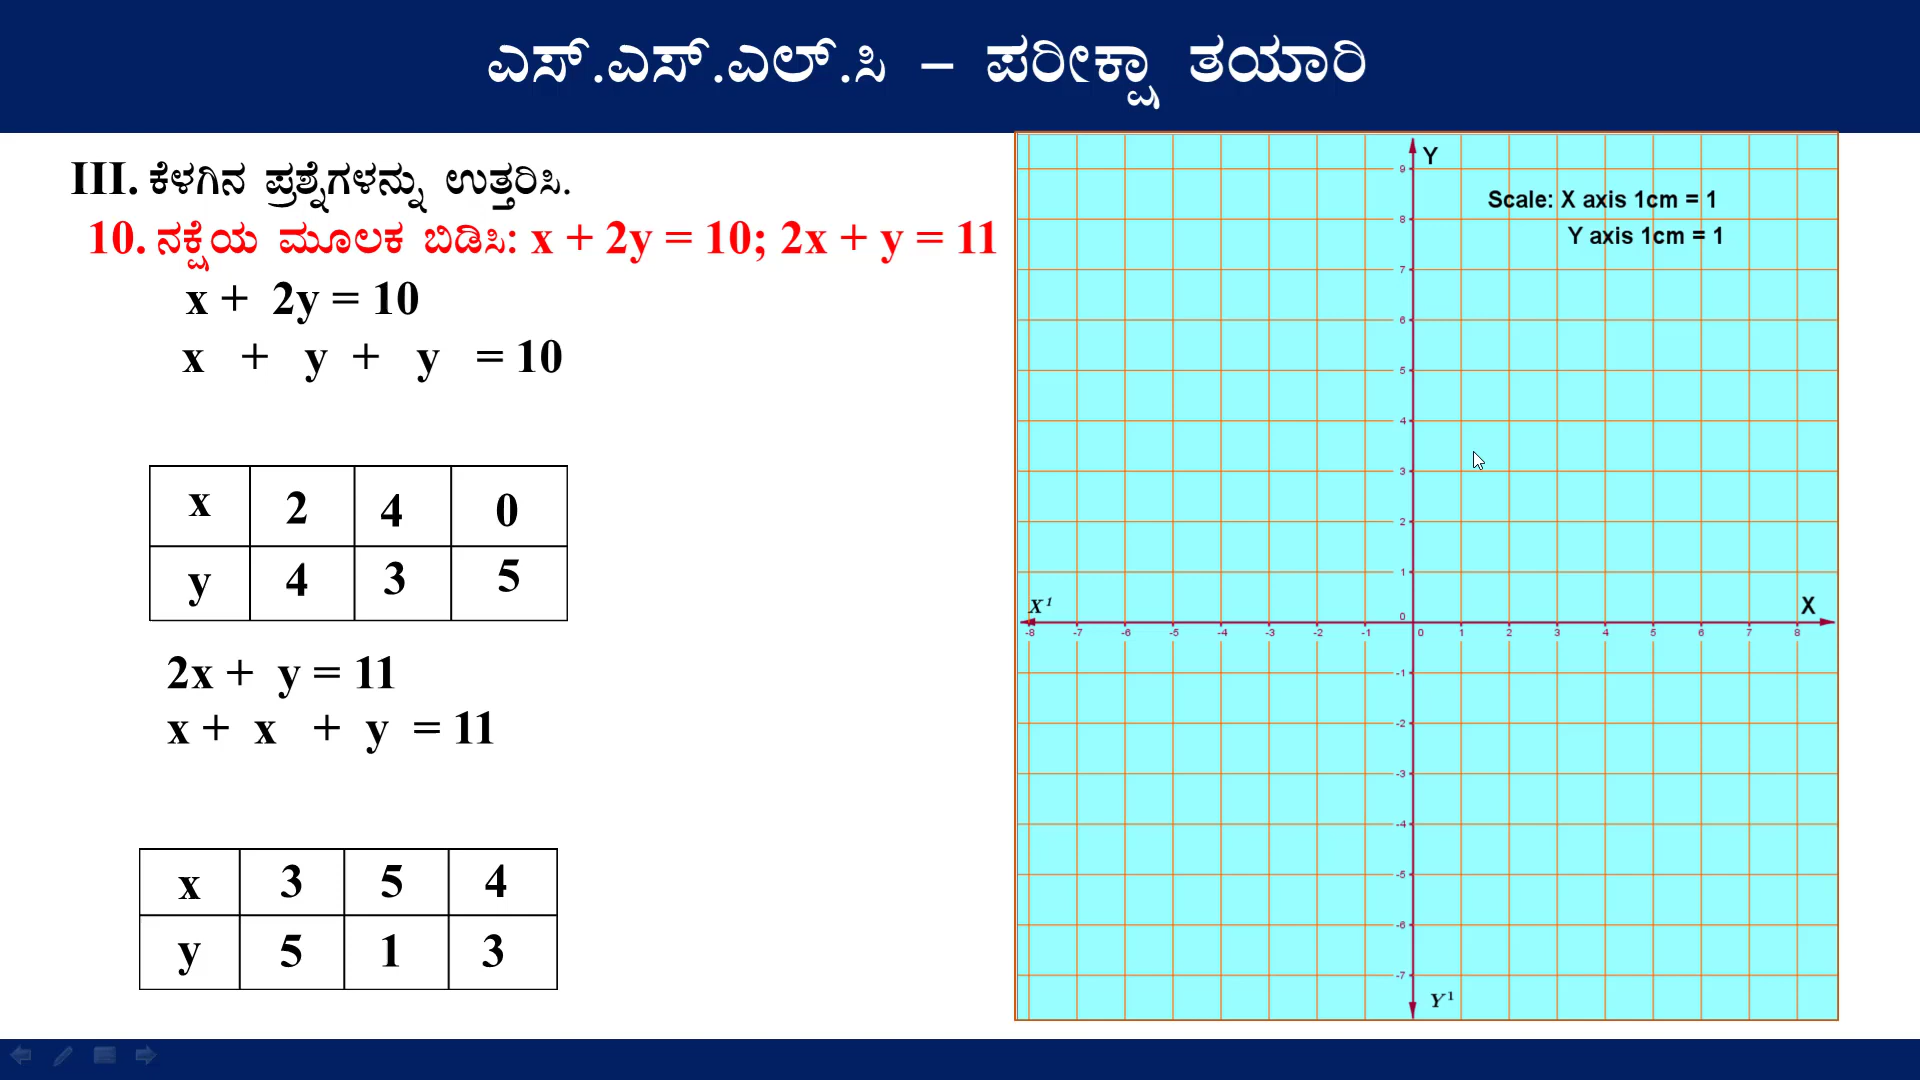 ಎಸ್.ಎಸ್.ಎಲ್.ಸಿ – ಪರೀಕ್ಷಾ ತಯಾರಿ
III. ಕೆಳಗಿನ ಪ್ರಶ್ನೆಗಳನ್ನು ಉತ್ತರಿಸಿ.
10. ನಕ್ಷೆಯ ಮೂಲಕ ಬಿಡಿಸಿ: x + 2y = 10; 2x + y = 11
x + 2y = 10
x + y + y = 10
x 2 4 0
y 4 3 5
2x + y = 11
x + x + y = 11
x 3 5 4
y 5 1 3
Y
Scale: X axis 1cm = 1
Y axis 1cm = 1
9
8
7
6
5
4
3
2
1
0
X¹ X
-8 -7 -6 -5 -4 -3 -2 -1 0 1 2 3 4 5 6 7 8
-1
-2
-3
-4
-5
-6
-7
Y¹